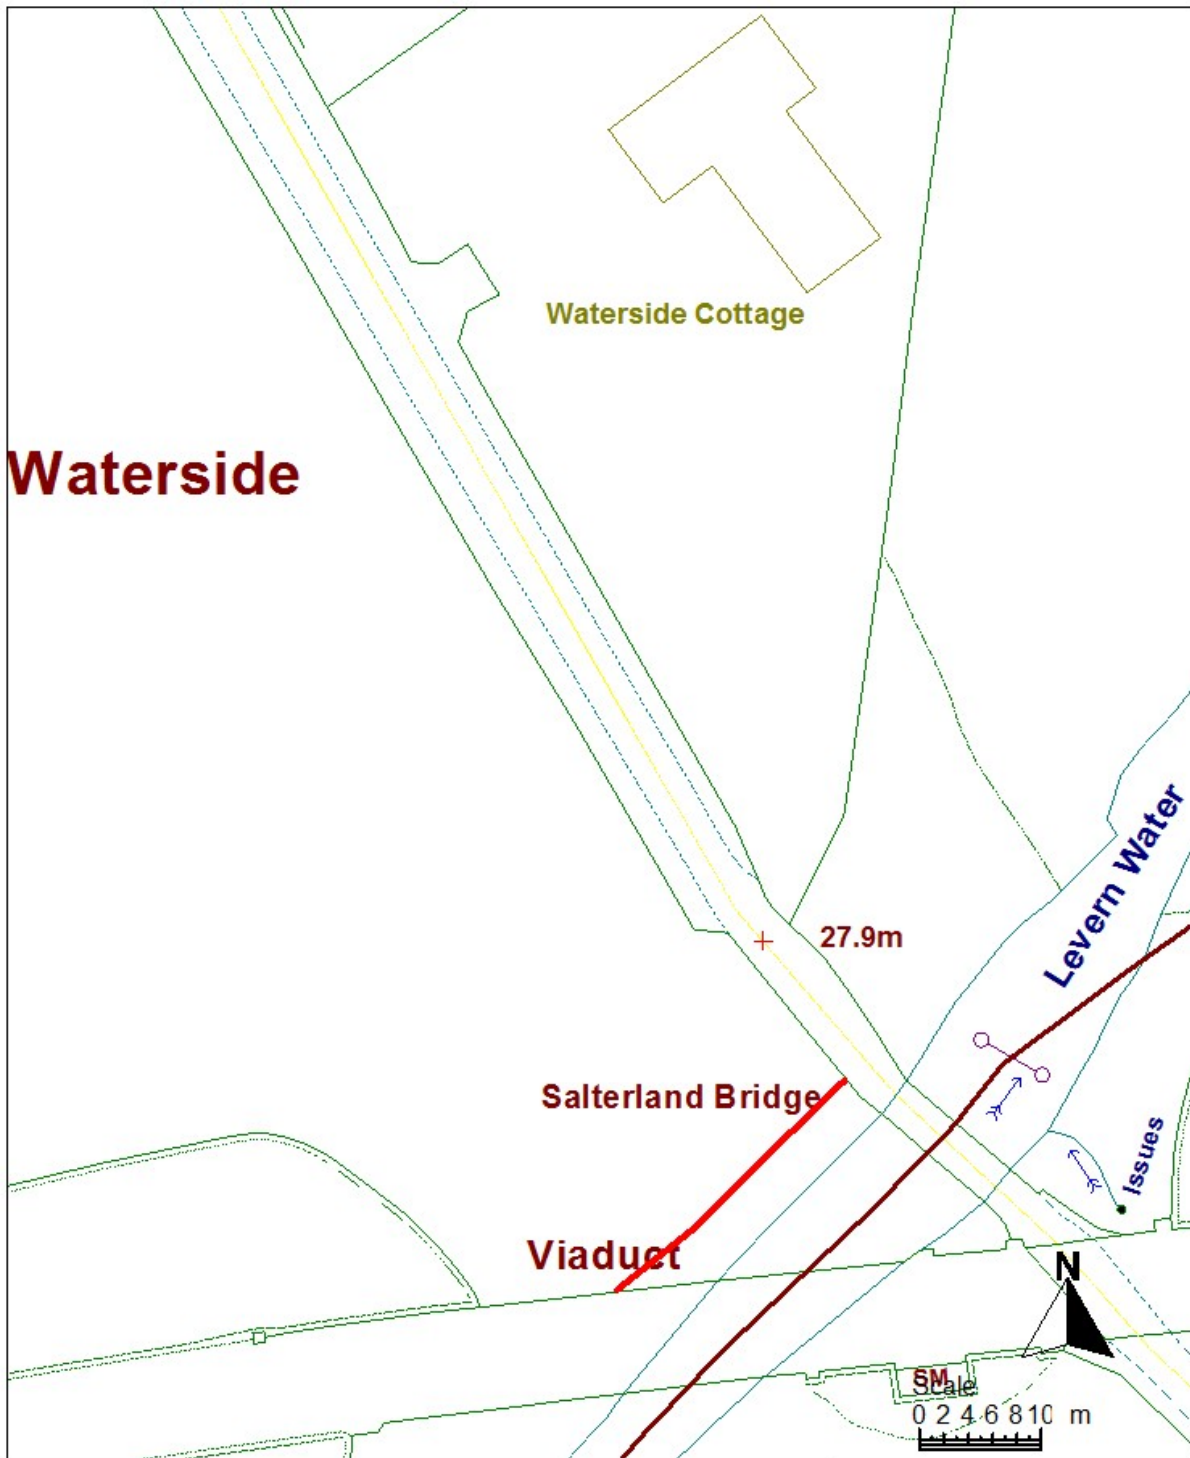 Waterside Cottage
Waterside
Levern Water
27.9m
Salterland Bridge
Issues
Viaduct
N
SM
Scale
0 2 4 6 8 10 m